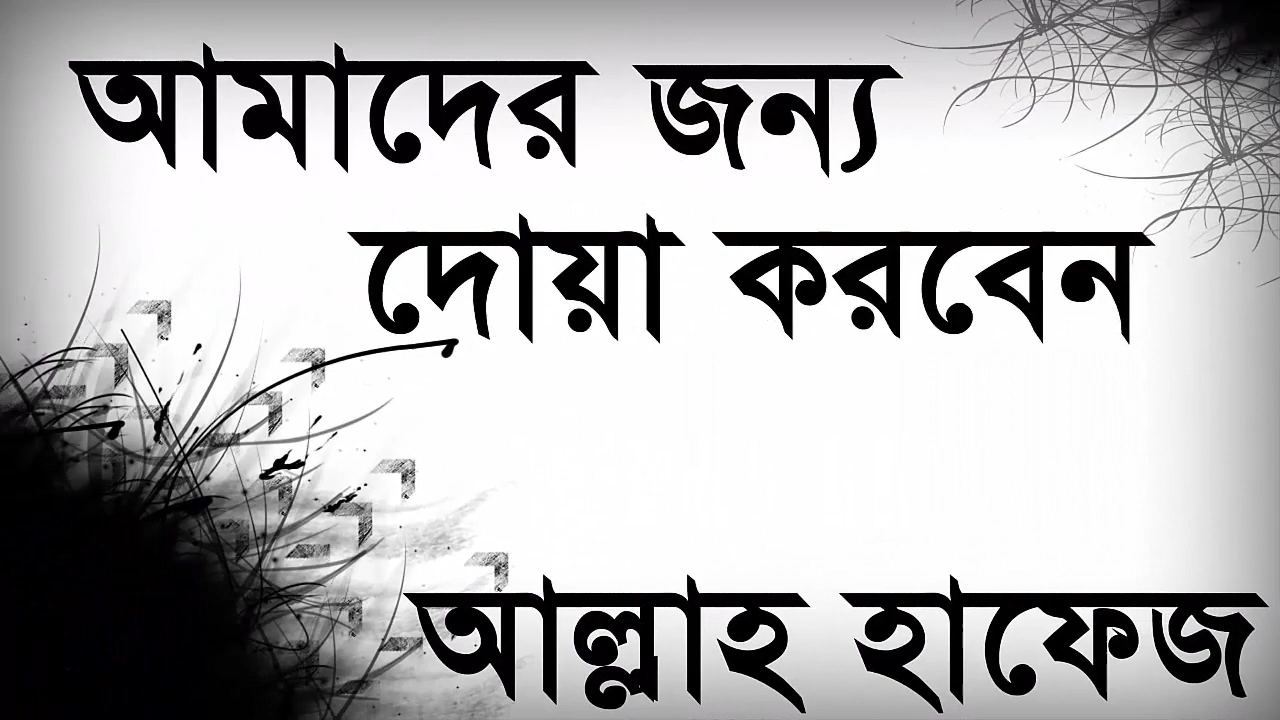 আমাদের জন্য
দোয়া করবেন
আল্লাহ হাফেজ